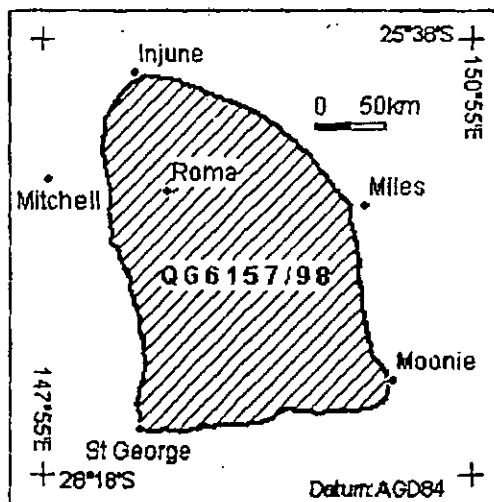 25°38'S
150°55'E
Injune
0 50km
Roma
Mitchell
Miles
QG6157/98
Moonie
147°55'E
St George
28°18'S
Datum: AGD84